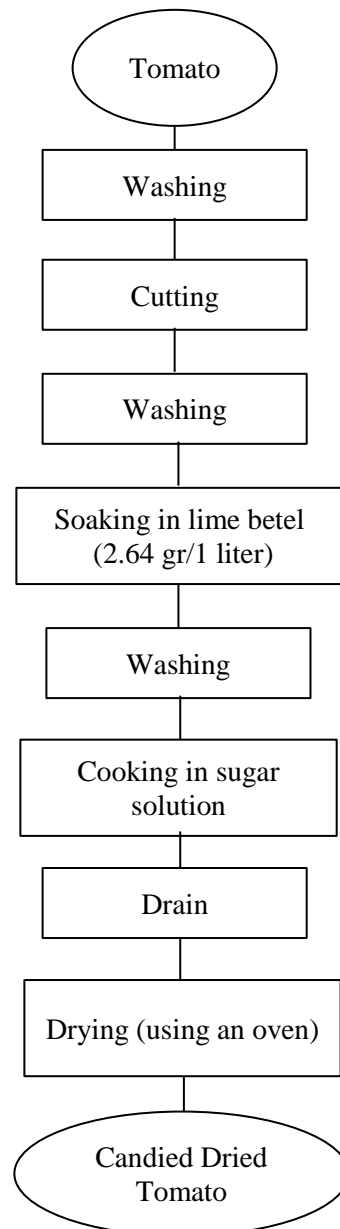 Tomato
Washing
Cutting
Washing
Soaking in lime betel
(2.64 gr/1 liter)
Washing
Cooking in sugar
solution
Drain
Drying (using an oven)
Candied Dried
Tomato